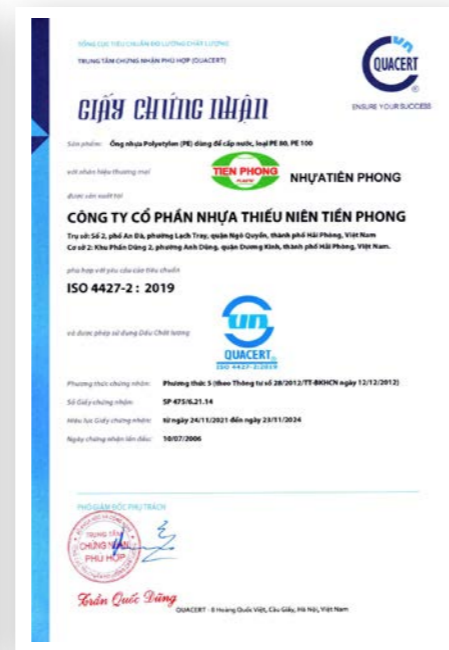 TỔNG CỤC TIÊU CHUẨN ĐO LƯỜNG CHẤT LƯỢNG
TRUNG TÂM CHỨNG NHẬN PHÙ HỢP (QUACERT)
QUACERT
®
ENSURE YOUR SUCCESS
GIẤY CHỨNG NHẬN
Sản phẩm: Ống nhựa Polyetylen (PE) dùng để cấp nước, loại PE 80, PE 100
với nhãn hiệu thương mại
TIEN PHONG
PLASTIC
NHỰA TIỀN PHONG
được sản xuất tại
CÔNG TY CỔ PHẦN NHỰA THIẾU NIÊN TIỀN PHONG
Trụ sở: Số 2, phố An Đà, phường Lạch Tray, quận Ngô Quyền, thành phố Hải Phòng, Việt Nam
Cơ sở 2: Khu Phấn Dũng 2, phường Anh Dũng, quận Dương Kinh, thành phố Hải Phòng, Việt Nam.
phù hợp với yêu cầu của tiêu chuẩn
ISO 4427-2 : 2019
và được phép sử dụng Dấu Chất lượng
QUACERT
ISO 4427-2:2019
Phương thức chứng nhận: Phương thức 5 (theo Thông tư số 28/2012/TT-BKHCN ngày 12/12/2012)
Số Giấy chứng nhận: SP 475/6.21.14
Hiệu lực Giấy chứng nhận: từ ngày 24/11/2021 đến ngày 23/11/2024
Ngày chứng nhận lần đầu: 10/07/2006
PHÓ GIÁM ĐỐC PHỤ TRÁCH
TRUNG TÂM
CHỨNG NHẬN
PHÙ HỢP
Trần Quốc Dũng
QUACERT - 8 Hoàng Quốc Việt, Cầu Giấy, Hà Nội, Việt Nam